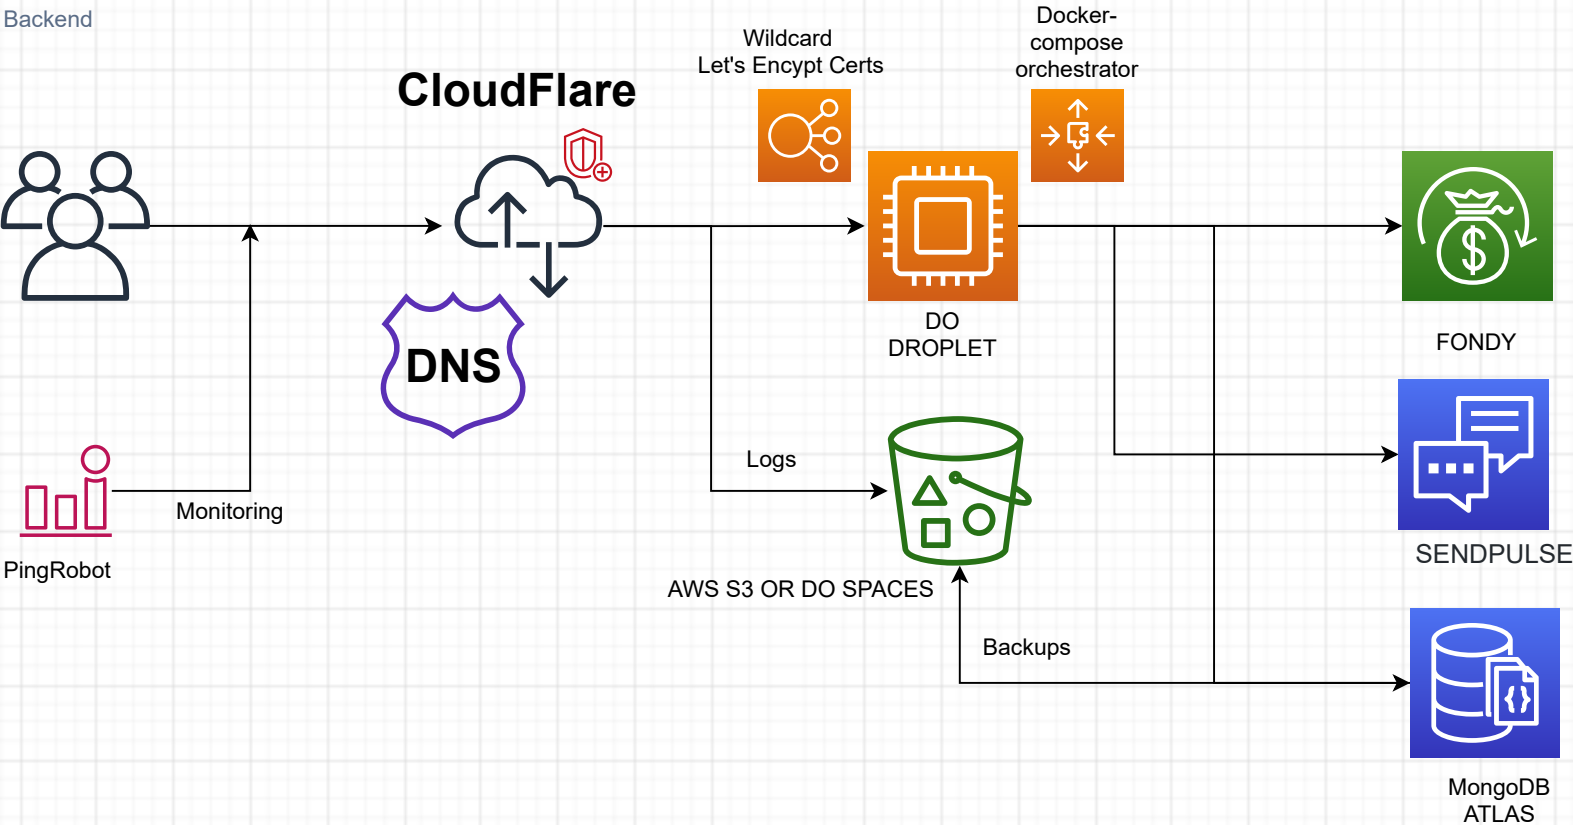 Backend
CloudFlare
Wildcard
Let's Encypt Certs
Docker-
compose
orchestrator
DNS
DO
DROPLET
FONDY
Logs
Monitoring
PingRobot
AWS S3 OR DO SPACES
SENDPULSE
Backups
MongoDB
ATLAS